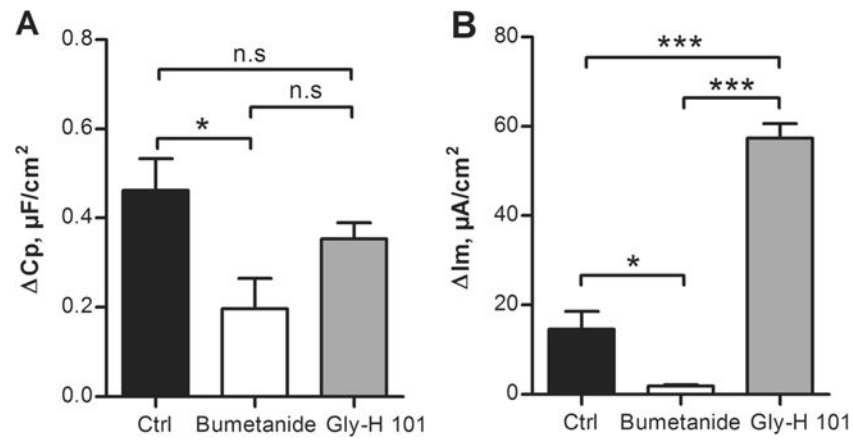 A
ΔCp, μF/cm²
0.8
0.6
0.4
0.2
0.0
n.s
n.s
*
Ctrl Bumetanide Gly-H 101
B
ΔIm, μA/cm²
80
60
40
20
0
***
***
*
Ctrl Bumetanide Gly-H 101